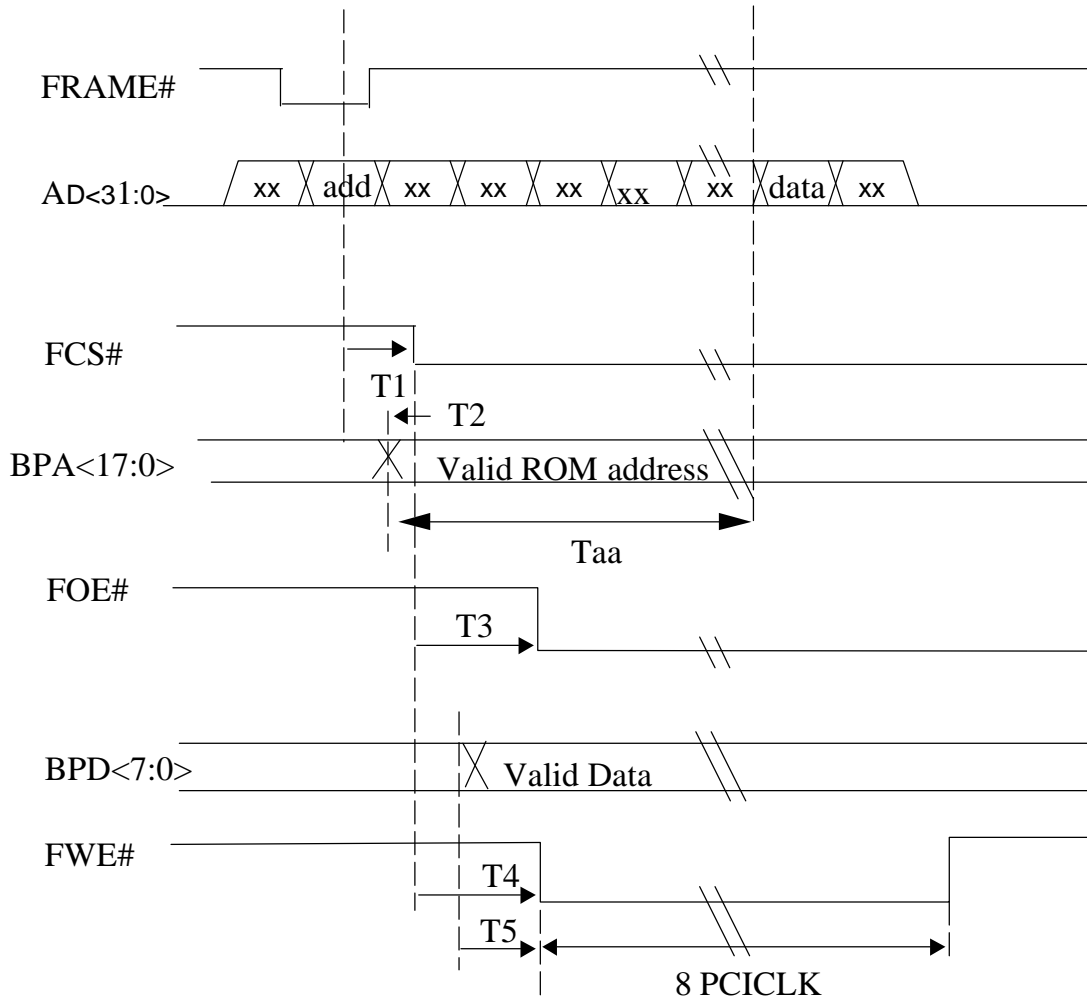 FRAME#
AD<31:0> xx add xx xx xx xx xx data xx
FCS#
T1
T2
BPA<17:0> Valid ROM address
Taa
FOE#
T3
BPD<7:0> Valid Data
FWE#
T4
T5
8 PCICLK